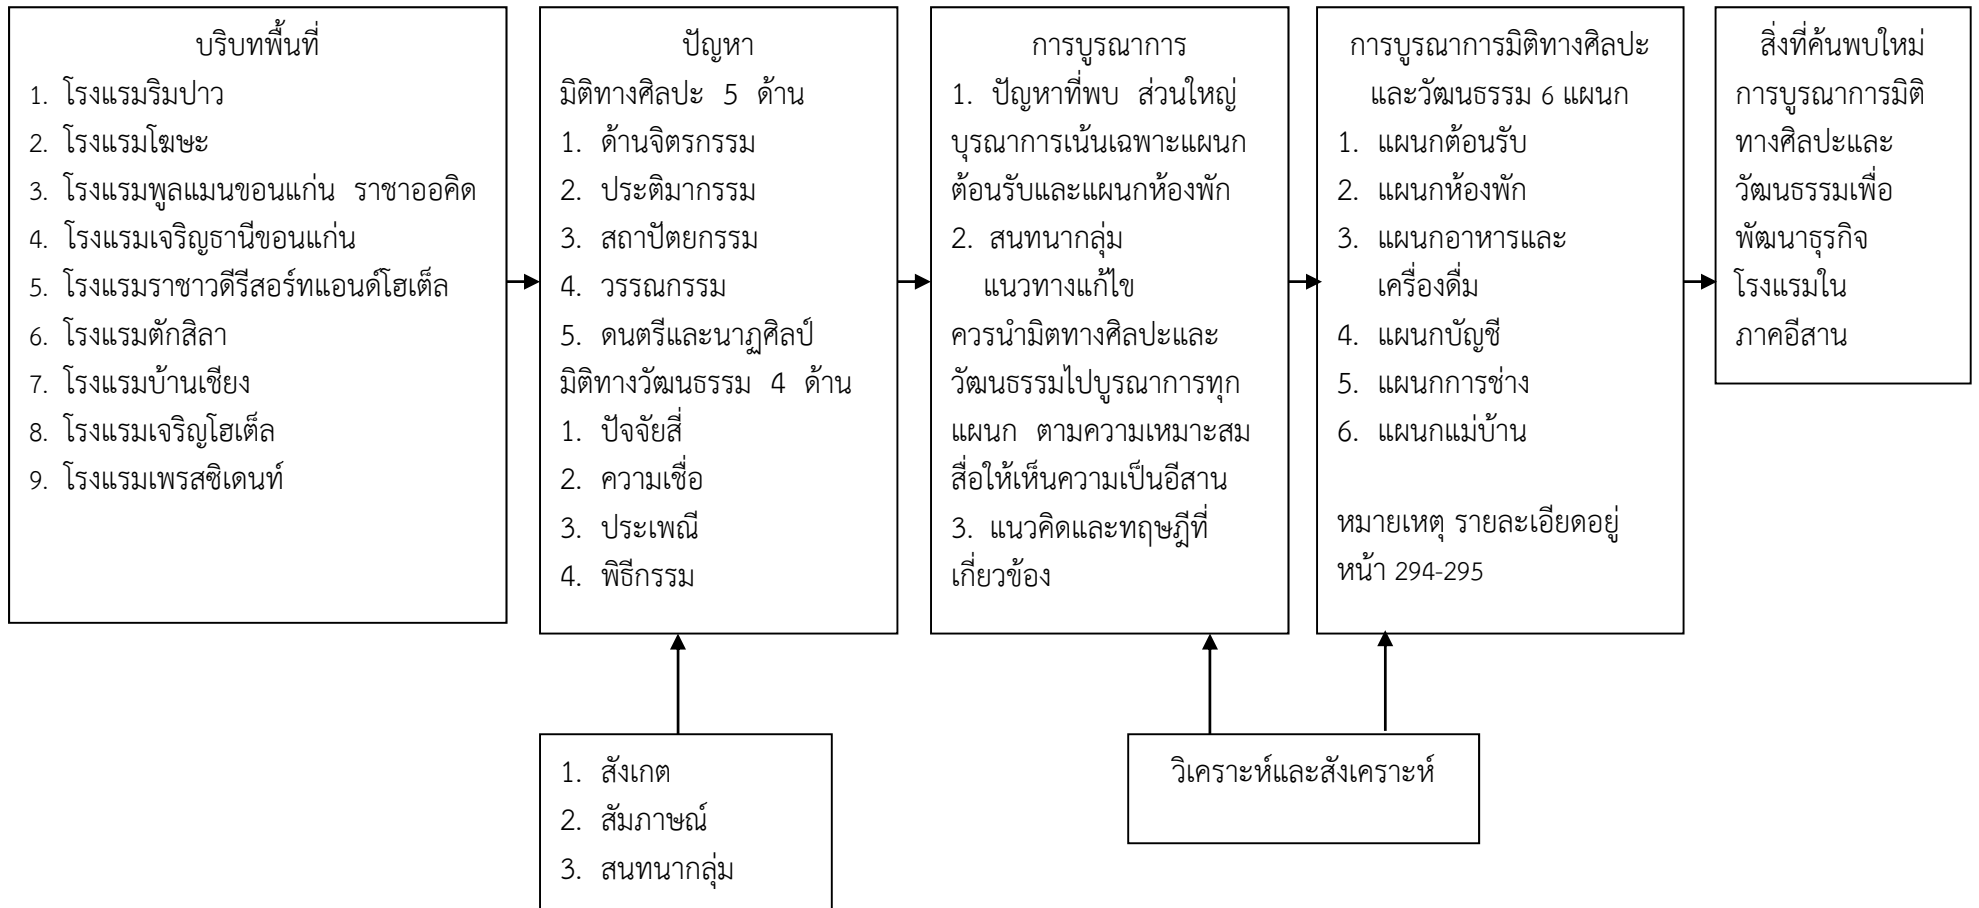 บริบทพื้นที่
1. โรงแรมริมปาว
2. โรงแรมโฆษะ
3. โรงแรมพูลแมนขอนแก่น ราชาออคิด
4. โรงแรมเจริญธานีขอนแก่น
5. โรงแรมราชาวดีรีสอร์ทแอนด์โฮเต็ล
6. โรงแรมตักสิลา
7. โรงแรมบ้านเชียง
8. โรงแรมเจริญโฮเต็ล
9. โรงแรมเพรสซิเดนท์
ปัญหา
มิติทางศิลปะ 5 ด้าน
1. ด้านจิตรกรรม
2. ประติมากรรม
3. สถาปัตยกรรม
4. วรรณกรรม
5. ดนตรีและนาฏศิลป์
มิติทางวัฒนธรรม 4 ด้าน
1. ปัจจัยสี่
2. ความเชื่อ
3. ประเพณี
4. พิธีกรรม
การบูรณาการ
1. ปัญหาที่พบ ส่วนใหญ่
บุรณาการเน้นเฉพาะแผนก
ต้อนรับและแผนกห้องพัก
2. สนทนากลุ่ม
แนวทางแก้ไข
ควรนำมิตทางศิลปะและ
วัฒนธรรมไปบูรณาการทุก
แผนก ตามความเหมาะสม
สื่อให้เห็นความเป็นอีสาน
3. แนวคิดและทฤษฎีที่
เกี่ยวข้อง
การบูรณาการมิติทางศิลปะ
และวัฒนธรรม 6 แผนก
1. แผนกต้อนรับ
2. แผนกห้องพัก
3. แผนกอาหารและ
เครื่องดื่ม
4. แผนกบัญชี
5. แผนกการช่าง
6. แผนกแม่บ้าน
หมายเหตุ รายละเอียดอยู่
หน้า 294-295
สิ่งที่ค้นพบใหม่
การบูรณาการมิติ
ทางศิลปะและ
วัฒนธรรมเพื่อ
พัฒนาธุรกิจ
โรงแรมใน
ภาคอีสาน
1. สังเกต
2. สัมภาษณ์
3. สนทนากลุ่ม
วิเคราะห์และสังเคราะห์